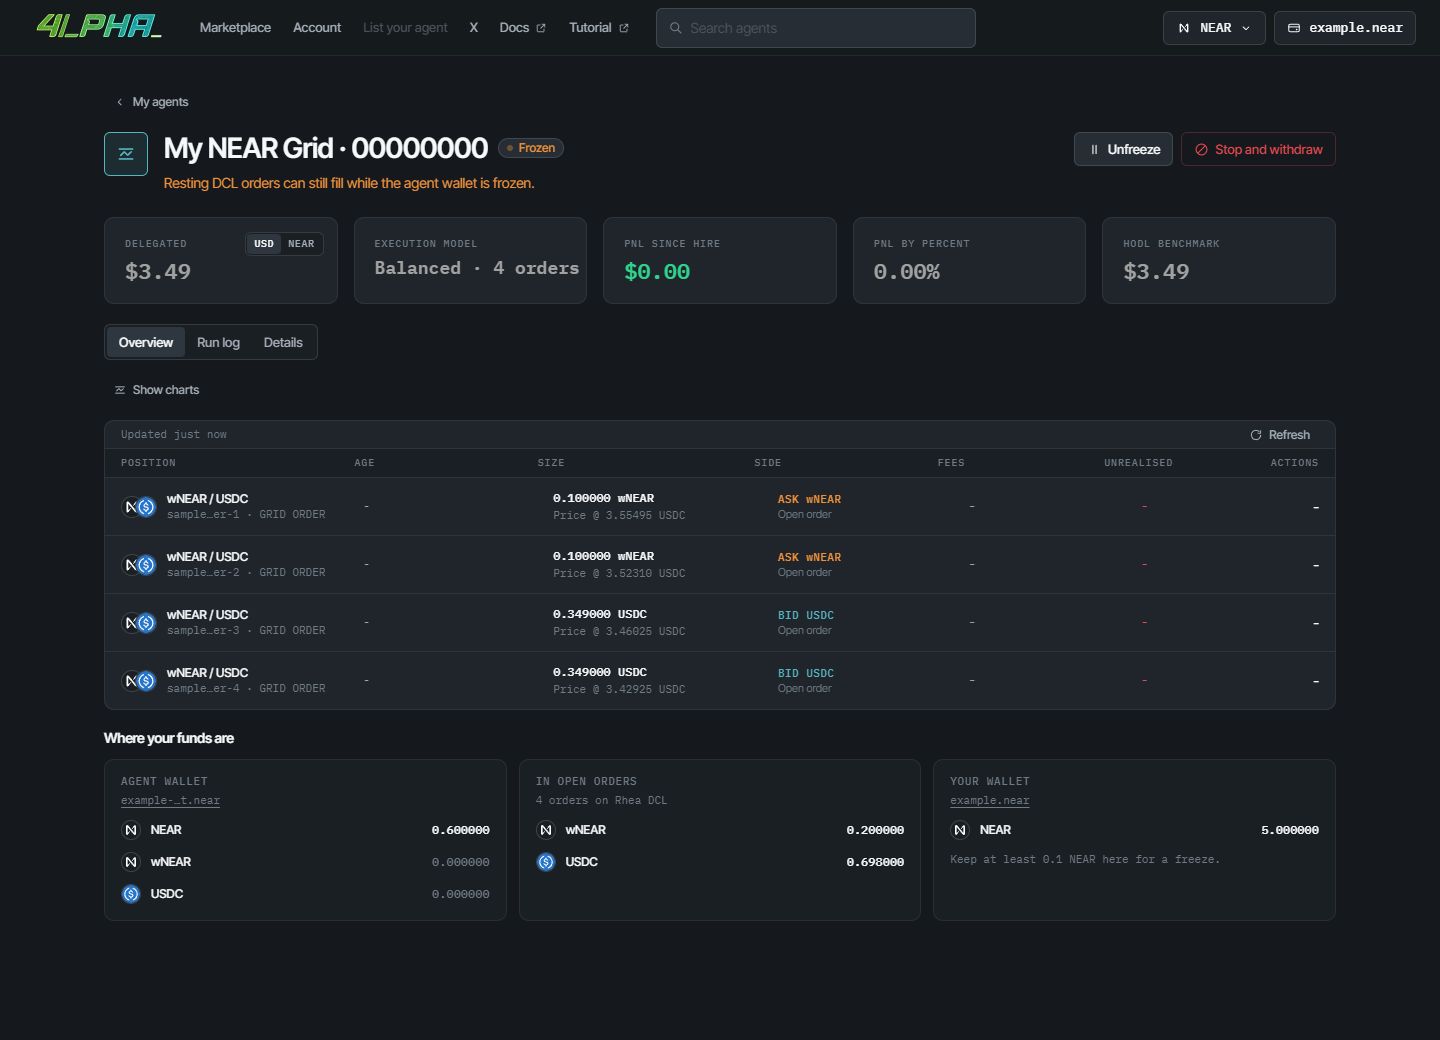 4LPHA_
Marketplace
Account
List your agent
X
Docs
Tutorial
Search agents
NEAR
example.near
My agents
My NEAR Grid · 00000000
Frozen
Resting DCL orders can still fill while the agent wallet is frozen.
Unfreeze
Stop and withdraw
DELEGATED
USD NEAR
$3.49
EXECUTION MODEL
Balanced · 4 orders
PNL SINCE HIRE
$0.00
PNL BY PERCENT
0.00%
HODL BENCHMARK
$3.49
Overview
Run log
Details
Show charts
Updated just now
Refresh
POSITION AGE SIZE SIDE FEES UNREALISED ACTIONS
wNEAR / USDC 0.100000 wNEAR ASK wNEAR
sample…er-1 · GRID ORDER - Price @ 3.55495 USDC Open order - - -
wNEAR / USDC 0.100000 wNEAR ASK wNEAR
sample…er-2 · GRID ORDER - Price @ 3.52310 USDC Open order - - -
wNEAR / USDC 0.349000 USDC BID USDC
sample…er-3 · GRID ORDER - Price @ 3.46025 USDC Open order - - -
wNEAR / USDC 0.349000 USDC BID USDC
sample…er-4 · GRID ORDER - Price @ 3.42925 USDC Open order - - -
Where your funds are
AGENT WALLET
example-…t.near
NEAR 0.600000
wNEAR 0.000000
USDC 0.000000
IN OPEN ORDERS
4 orders on Rhea DCL
wNEAR 0.200000
USDC 0.698000
YOUR WALLET
example.near
NEAR 5.000000
Keep at least 0.1 NEAR here for a freeze.